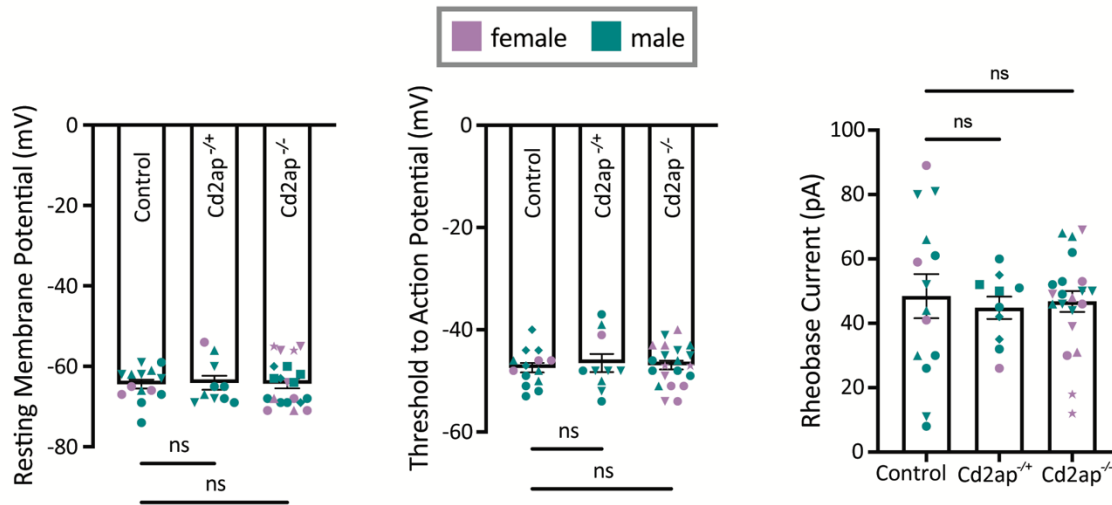 female male
Resting Membrane Potential (mV)
0
-20
-40
-60
-80
Control
Cd2ap-/+
Cd2ap-/-
ns
ns
Threshold to Action Potential (mV)
0
-20
-40
-60
Control
Cd2ap-/+
Cd2ap-/-
ns
ns
Rheobase Current (pA)
ns
ns
100
80
60
40
20
0
Control Cd2ap-/+ Cd2ap-/-